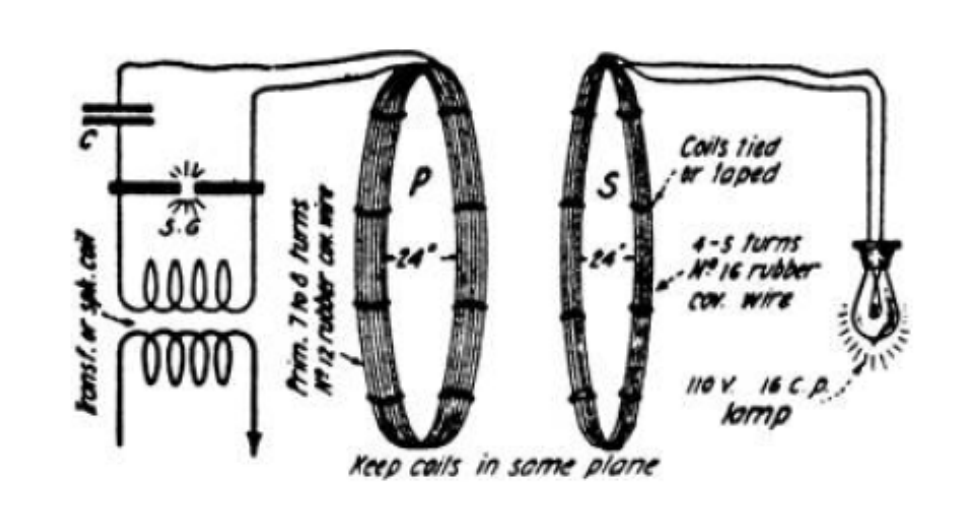 C
S.G
Transf. or spk. coil
Prim. 7 to 8 turns
Nº 12 rubber cov. wire
P
24"
S
24"
Coils tied
or taped
4-5 turns
Nº 16 rubber
cov. wire
110 V. 16 C.P.
lamp
Keep coils in same plane